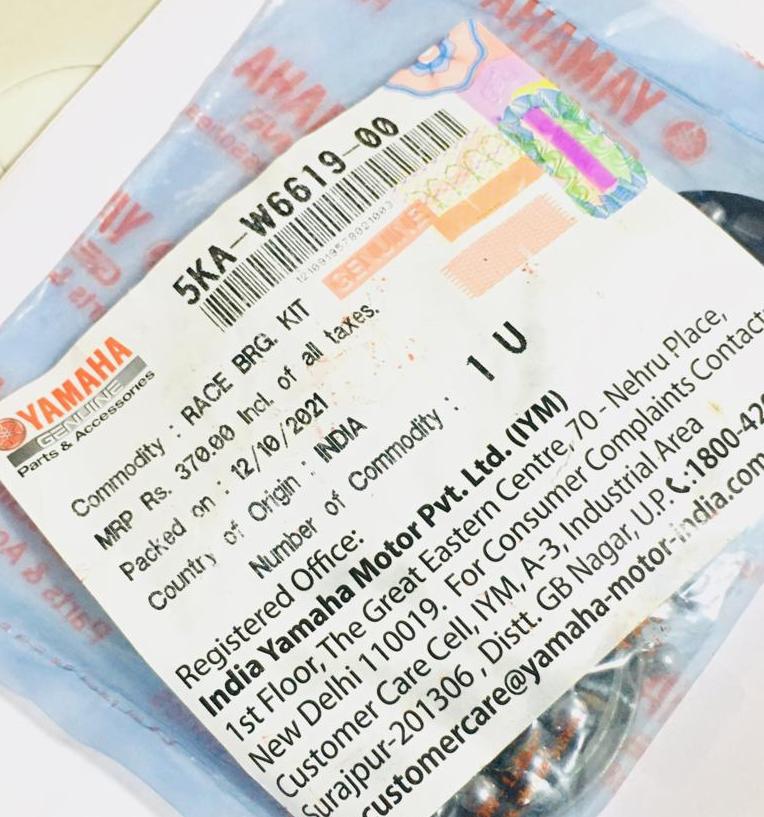 YAMAHA
5KA-W6619-00
GENUINE
YAMAHA
GENUINE
Parts & Accessories
Commodity : RACE BRG. KIT
MRP Rs. 370.00 Incl. of all taxes.
Packed on : 12/10/2021
Country of Origin : INDIA
Number of Commodity : 1 U
Registered Office:
India Yamaha Motor Pvt. Ltd. (IYM)
1st Floor, The Great Eastern Centre, 70 - Nehru Place,
New Delhi 110019. For Consumer Complaints Contact
Customer Care Cell, IYM, A-3, Industrial Area
Surajpur-201306 , Distt. GB Nagar, U.P. :1800-42
customercare@yamaha-motor-india.com